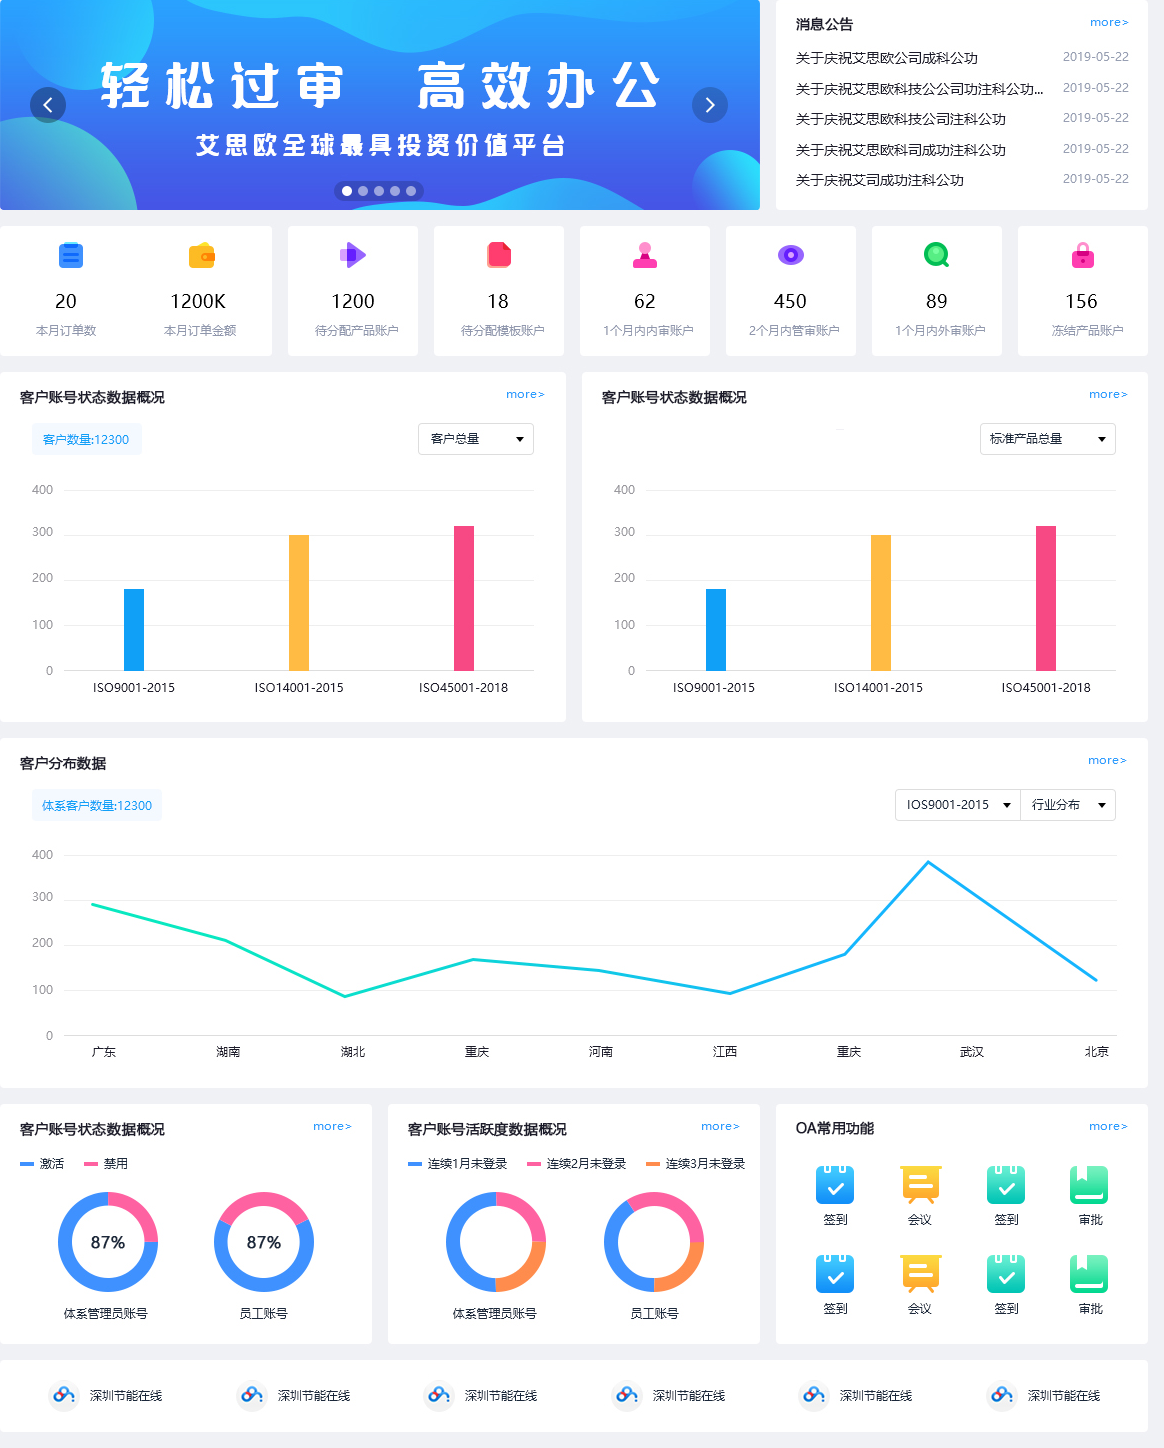 轻松过审 高效办公
艾思欧全球最具投资价值平台
消息公告 more>
关于庆祝艾思欧公司成科公功 2019-05-22
关于庆祝艾思欧科技公公司功注科公功... 2019-05-22
关于庆祝艾思欧科技公司注科公功 2019-05-22
关于庆祝艾思欧科司成功注科公功 2019-05-22
关于庆祝艾司成功注科公功 2019-05-22
20 1200K 1200 18 62 450 89 156
本月订单数 本月订单金额 待分配产品账户 待分配模板账户 1个月内内审账户 2个月内管审账户 1个月内外审账户 冻结产品账户
客户账号状态数据概况 more>
客户数量:12300 客户总量
400
300
200
100
0
ISO9001-2015 ISO14001-2015 ISO45001-2018
客户账号状态数据概况 more>
标准产品总量
400
300
200
100
0
ISO9001-2015 ISO14001-2015 ISO45001-2018
客户分布数据 more>
体系客户数量:12300 IOS9001-2015 行业分布
400
300
200
100
0
广东 湖南 湖北 重庆 河南 江西 重庆 武汉 北京
客户账号状态数据概况 more>
激活 禁用
87% 87%
体系管理员账号 员工账号
客户账号活跃度数据概况 more>
连续1月未登录 连续2月未登录 连续3月未登录
体系管理员账号 员工账号
OA常用功能 more>
签到 会议 签到 审批
签到 会议 签到 审批
深圳节能在线 深圳节能在线 深圳节能在线 深圳节能在线 深圳节能在线 深圳节能在线